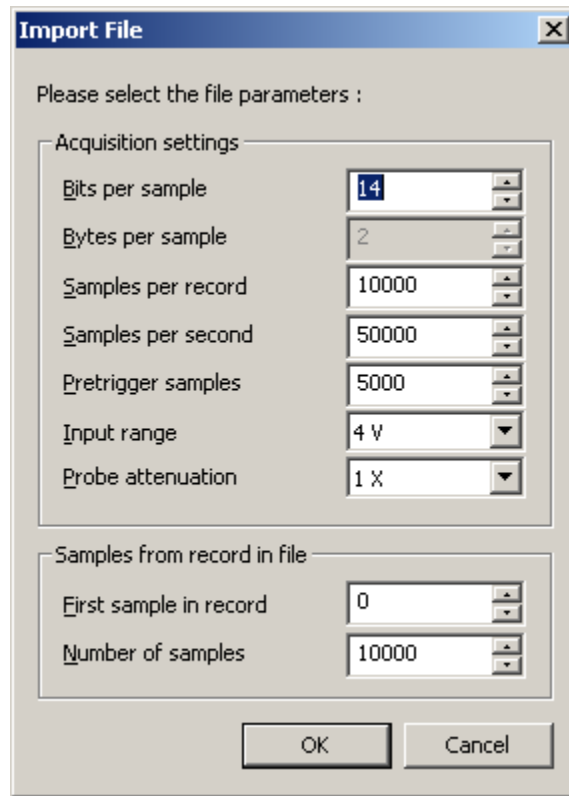 Import File
Please select the file parameters :
Acquisition settings
Bits per sample 14
Bytes per sample 2
Samples per record 10000
Samples per second 50000
Pretrigger samples 5000
Input range 4 V
Probe attenuation 1 X
Samples from record in file
First sample in record 0
Number of samples 10000
OK Cancel